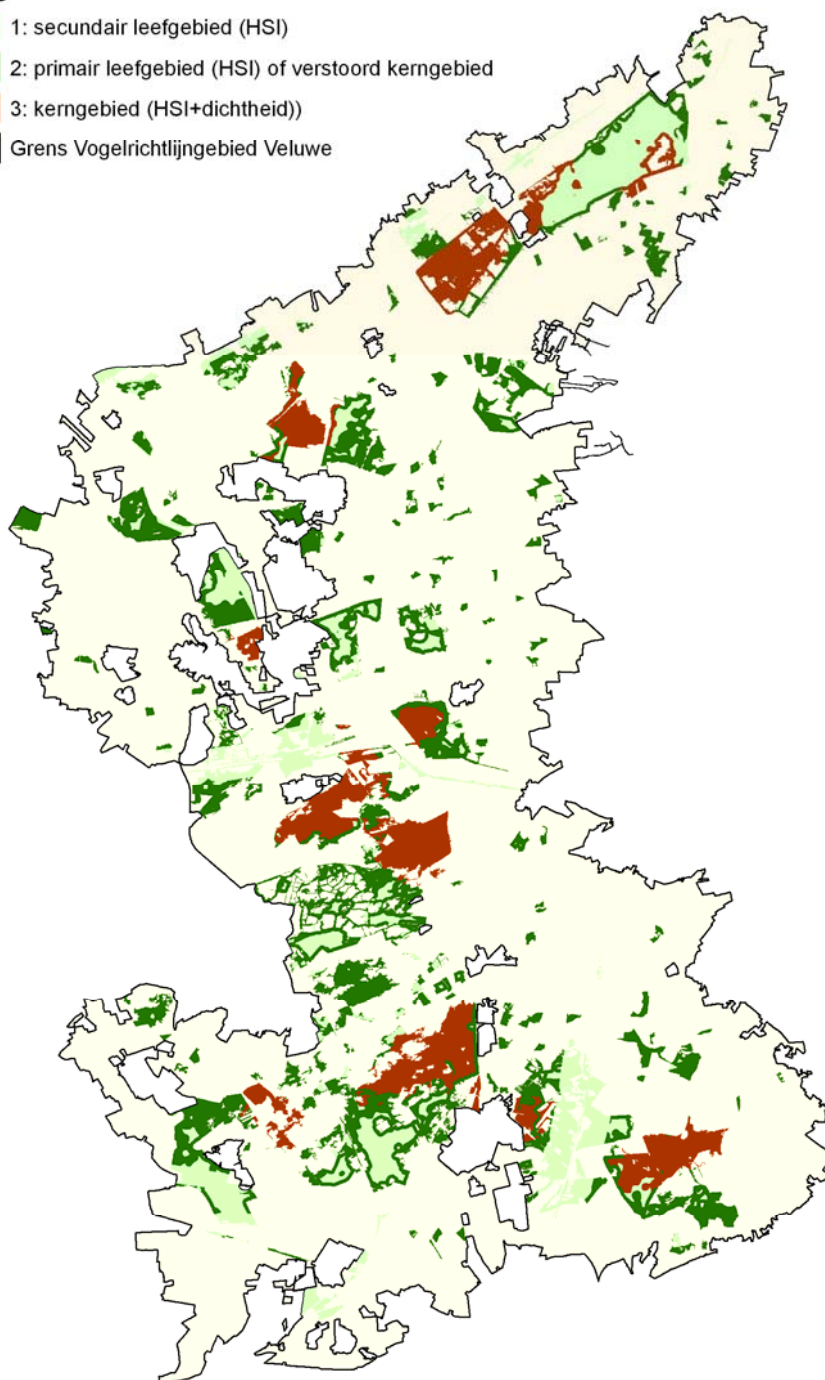 1: secundair leefgebied (HSI)
2: primair leefgebied (HSI) of verstoord kerngebied
3: kerngebied (HSI+dichtheid))
Grens Vogelrichtlijngebied Veluwe